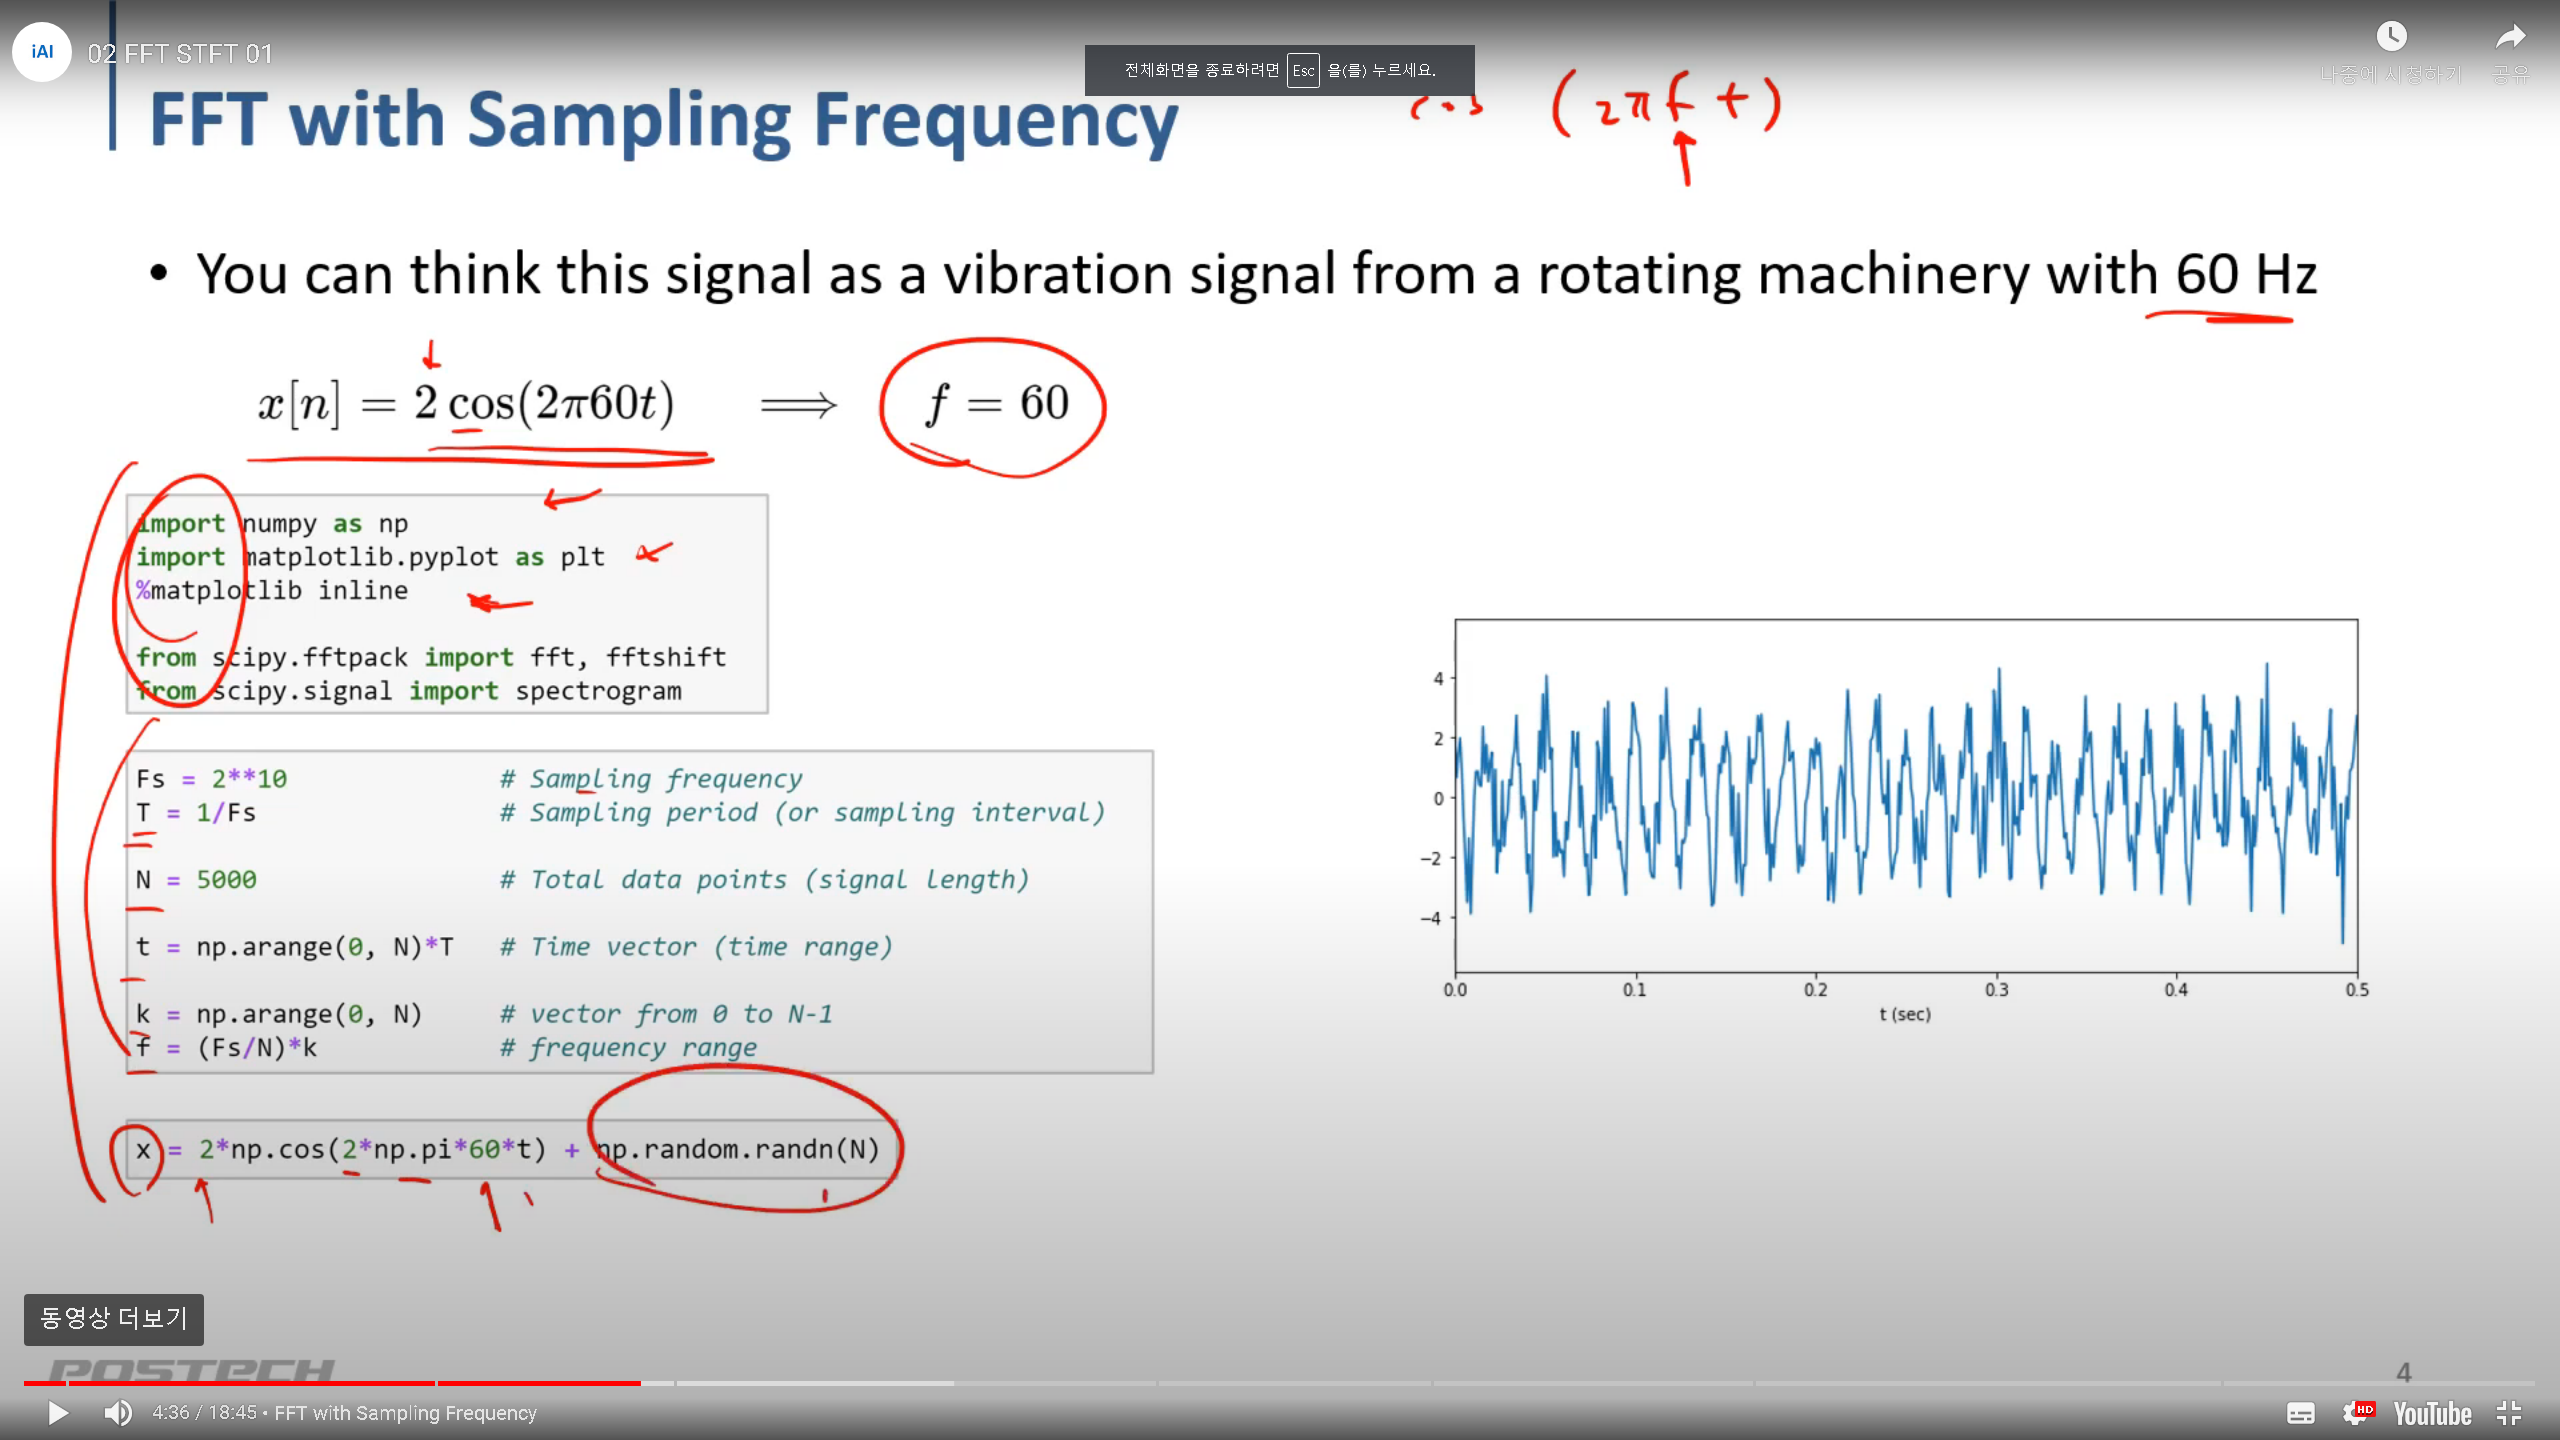 iAI 02 FFT STFT 01
전체화면을 종료하려면 Esc 을(를) 누르세요.
나중에 시청하기 공유
FFT with Sampling Frequency
cos (2πft)
• You can think this signal as a vibration signal from a rotating machinery with 60 Hz
x[n] = 2 cos(2π60t) ⟹ f = 60
import numpy as np
import matplotlib.pyplot as plt
%matplotlib inline
from scipy.fftpack import fft, fftshift
from scipy.signal import spectrogram
Fs = 2**10 # Sampling frequency
T = 1/Fs # Sampling period (or sampling interval)
N = 5000 # Total data points (signal length)
t = np.arange(0, N)*T # Time vector (time range)
k = np.arange(0, N) # vector from 0 to N-1
f = (Fs/N)*k # frequency range
x = 2*np.cos(2*np.pi*60*t) + np.random.randn(N)
4
2
0
−2
−4
0.0 0.1 0.2 0.3 0.4 0.5
t (sec)
동영상 더보기
POSTECH
4
4:36 / 18:45 • FFT with Sampling Frequency
HD YouTube